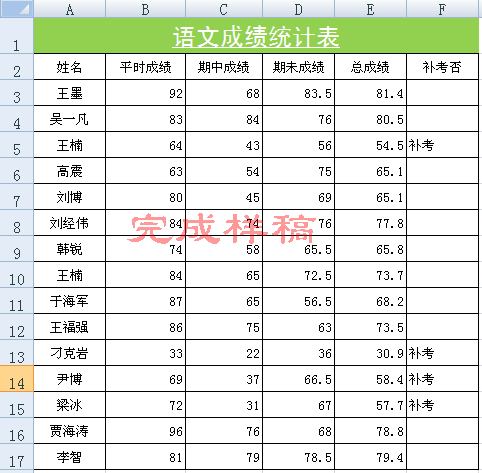 A B C D E F
1 语文成绩统计表
2 姓名 平时成绩 期中成绩 期未成绩 总成绩 补考否
3 王墨 92 68 83.5 81.4
4 吴一凡 83 84 76 80.5
5 王楠 64 43 56 54.5 补考
6 高震 63 54 75 65.1
7 刘博 80 45 69 65.1
8 刘经伟 84 74 76 77.8
完成样稿
9 韩锐 74 58 65.5 65.8
10 王楠 84 65 72.5 73.7
11 于海军 87 65 56.5 68.2
12 王福强 86 75 63 73.5
13 刁克岩 33 22 36 30.9 补考
14 尹博 69 37 66.5 58.4 补考
15 梁冰 72 31 67 57.7 补考
16 贾海涛 96 76 68 78.8
17 李智 81 79 78.5 79.4